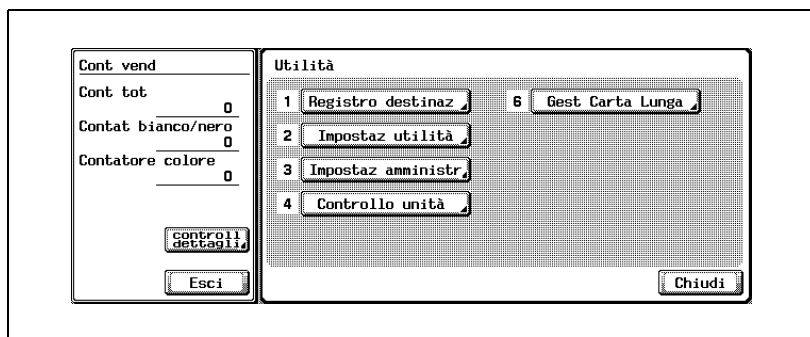 Cont vend
Cont tot
0
Contat bianco/nero
0
Contatore colore
0
controll
dettagli
Esci
Utilità
1 Registro destinaz
2 Impostaz utilità
3 Impostaz amministr
4 Controllo unità
6 Gest Carta Lunga
Chiudi